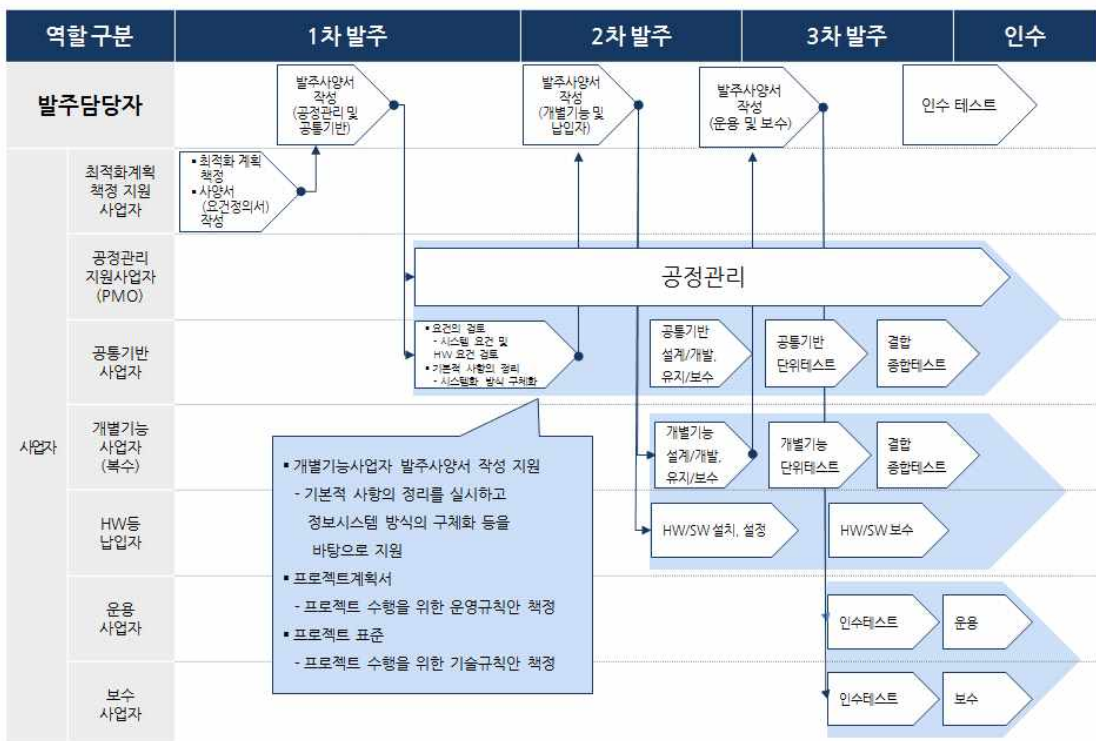 역할 구분
1차 발주
2차 발주
3차 발주
인수
발주담당자
발주사양서
작성
(공정관리 및
공통기반)
발주사양서
작성
(개별기능 및
납입자)
발주사양서
작성
(운용 및 보수)
인수 테스트
사업자
최적화계획
책정 지원
사업자
▪ 최적화 계획
책정
▪ 사양서
(요건정의서)
작성
공정관리
지원사업자
(PMO)
공정관리
공통기반
사업자
▪ 요건의 검토
- 시스템 요건 및
HW 요건 검토
▪ 기본적 사항의 정리
- 시스템화 방식 구체화
공통기반
설계/개발,
유지/보수
공통기반
단위테스트
결합
종합테스트
개별기능
사업자
(복수)
▪ 개별기능사업자 발주사양서 작성 지원
- 기본적 사항의 정리를 실시하고
정보시스템 방식의 구체화 등을
바탕으로 지원
▪ 프로젝트계획서
- 프로젝트 수행을 위한 운영규칙안 책정
▪ 프로젝트 표준
- 프로젝트 수행을 위한 기술규칙안 책정
개별기능
설계/개발,
유지/보수
개별기능
단위테스트
결합
종합테스트
HW등
납입자
HW/SW 설치, 설정
HW/SW 보수
운용
사업자
인수테스트
운용
보수
사업자
인수테스트
보수